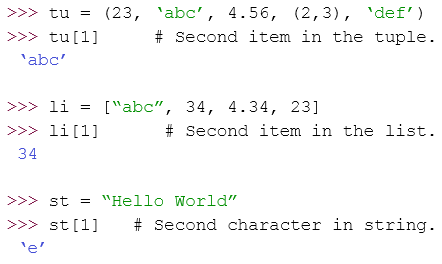 >>> tu = (23, ‘abc’, 4.56, (2,3), ‘def’)
>>> tu[1]     # Second item in the tuple.
‘abc’
>>> li = [“abc”, 34, 4.34, 23]
>>> li[1]      # Second item in the list.
34
>>> st = “Hello World”
>>> st[1]   # Second character in string.
‘e’